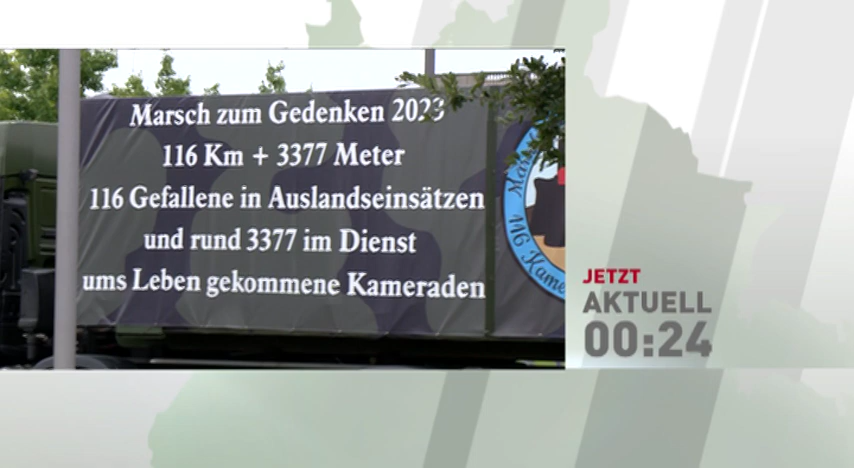 Marsch zum Gedenken 2023
116 Km + 3377 Meter
116 Gefallene in Auslandseinsätzen
und rund 3377 im Dienst
ums Leben gekommene Kameraden
116
JETZT
AKTUELL
00:24